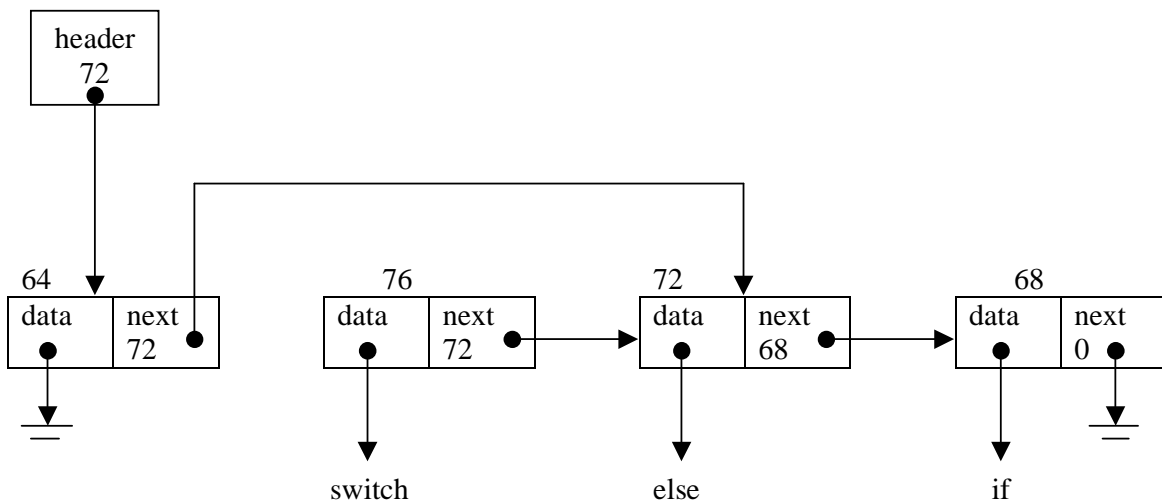 header
72
64
76
72
68
data
next
72
data
next
72
data
next
68
data
next
0
switch
else
if